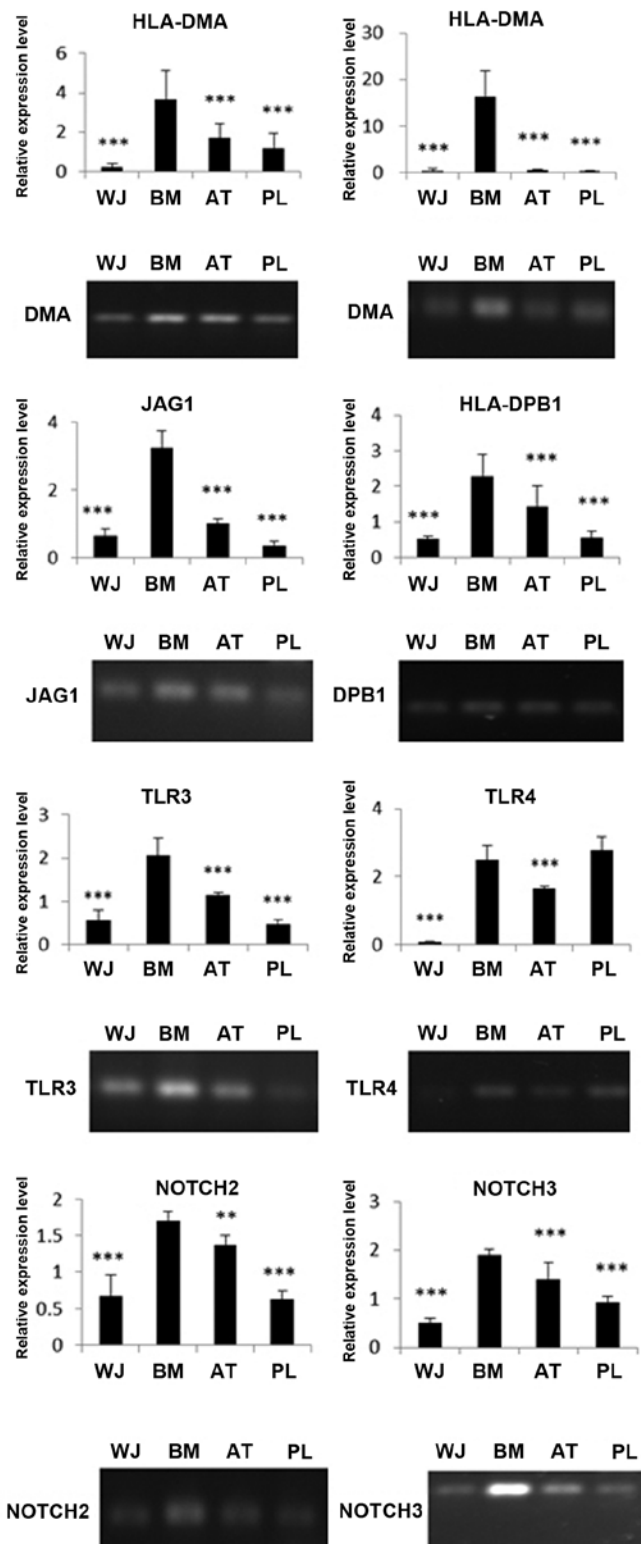 HLA-DMA
Relative expression level
6
4
2
0
***
***
***
WJ BM AT PL
HLA-DMA
Relative expression level
30
20
10
0
***
***
***
WJ BM AT PL
WJ BM AT PL
DMA
WJ BM AT PL
DMA
JAG1
Relative expression level
4
2
0
***
***
***
WJ BM AT PL
HLA-DPB1
Relative expression level
3
2
1
0
***
***
***
WJ BM AT PL
WJ BM AT PL
JAG1
WJ BM AT PL
DPB1
TLR3
Relative expression level
3
2
1
0
***
***
***
WJ BM AT PL
TLR4
Relative expression level
4
2
0
***
***
WJ BM AT PL
WJ BM AT PL
TLR3
WJ BM AT PL
TLR4
NOTCH2
Relative expression level
2
1.5
1
0.5
0
***
**
***
WJ BM AT PL
NOTCH3
Relative expression level
3
2
1
0
***
***
***
WJ BM AT PL
WJ BM AT PL
NOTCH2
WJ BM AT PL
NOTCH3